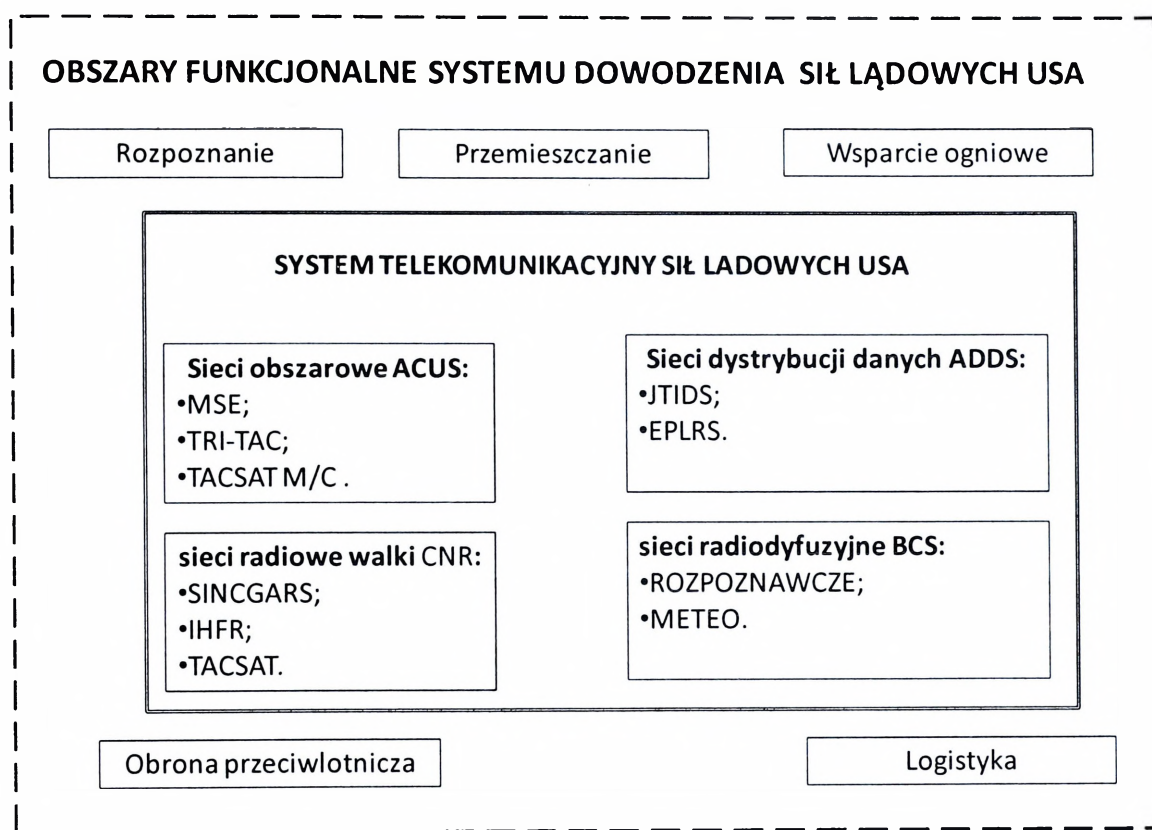 OBSZARY FUNKCJONALNE SYSTEMU DOWODZENIA SIŁ LĄDOWYCH USA
Rozpoznanie
Przemieszczanie
Wsparcie ogniowe
SYSTEM TELEKOMUNIKACYJNY SIŁ LADOWYCH USA
Sieci obszarowe ACUS:
•MSE;
•TRI-TAC;
•TACSAT M/C .
Sieci dystrybucji danych ADDS:
•JTIDS;
•EPLRS.
sieci radiowe walki CNR:
•SINCGARS;
•IHFR;
•TACSAT.
sieci radiodyfuzyjne BCS:
•ROZPOZNAWCZE;
•METEO.
Obrona przeciwlotnicza
Logistyka